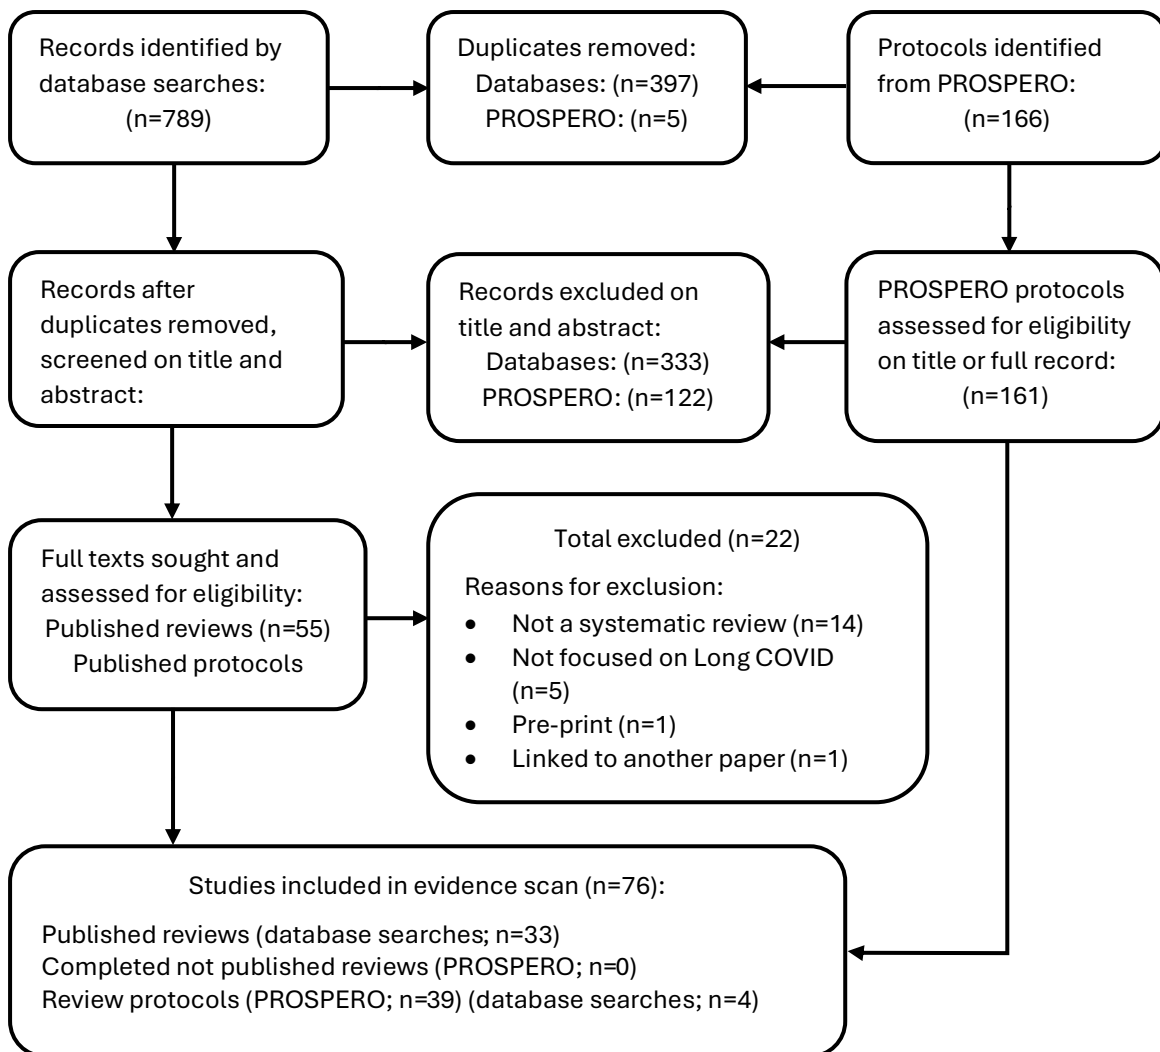 Records identified by
database searches:
(n=789)
Duplicates removed:
Databases: (n=397)
PROSPERO: (n=5)
Protocols identified
from PROSPERO:
(n=166)
Records after
duplicates removed,
screened on title and
abstract:
Records excluded on
title and abstract:
Databases: (n=333)
PROSPERO: (n=122)
PROSPERO protocols
assessed for eligibility
on title or full record:
(n=161)
Full texts sought and
assessed for eligibility:
Published reviews (n=55)
Published protocols
Total excluded (n=22)
Reasons for exclusion:
• Not a systematic review (n=14)
• Not focused on Long COVID
(n=5)
• Pre-print (n=1)
• Linked to another paper (n=1)
Studies included in evidence scan (n=76):
Published reviews (database searches; n=33)
Completed not published reviews (PROSPERO; n=0)
Review protocols (PROSPERO; n=39) (database searches; n=4)